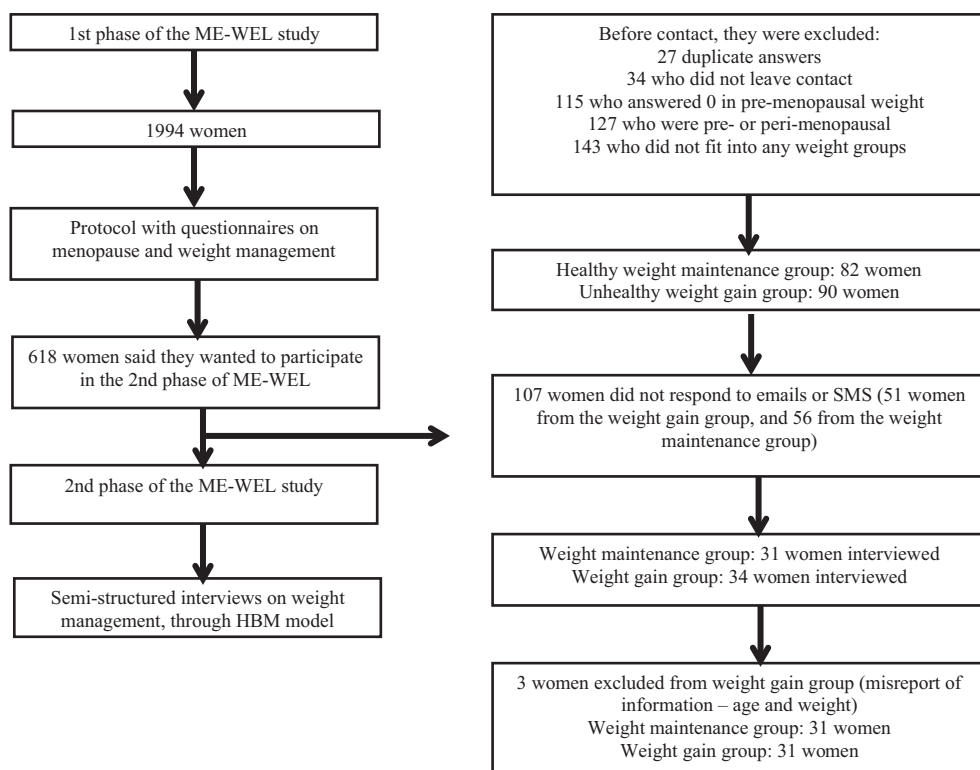 1st phase of the ME-WEL study
1994 women
Protocol with questionnaires on
menopause and weight management
618 women said they wanted to participate
in the 2nd phase of ME-WEL
2nd phase of the ME-WEL study
Semi-structured interviews on weight
management, through HBM model
Before contact, they were excluded:
27 duplicate answers
34 who did not leave contact
115 who answered 0 in pre-menopausal weight
127 who were pre- or peri-menopausal
143 who did not fit into any weight groups
Healthy weight maintenance group: 82 women
Unhealthy weight gain group: 90 women
107 women did not respond to emails or SMS (51 women
from the weight gain group, and 56 from the weight
maintenance group)
Weight maintenance group: 31 women interviewed
Weight gain group: 34 women interviewed
3 women excluded from weight gain group (misreport of
information – age and weight)
Weight maintenance group: 31 women
Weight gain group: 31 women